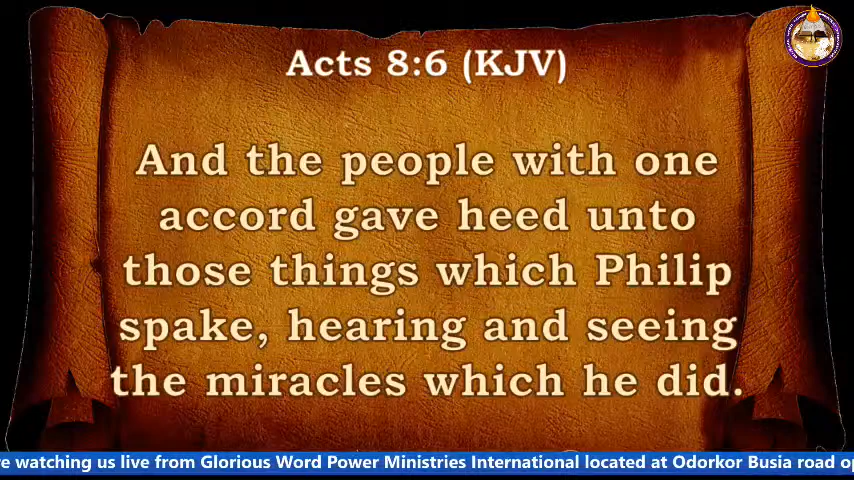 Acts 8:6 (KJV)
And the people with one
accord gave heed unto
those things which Philip
spake, hearing and seeing
the miracles which he did.
watching us live from Glorious Word Power Ministries International located at Odorkor Busia road